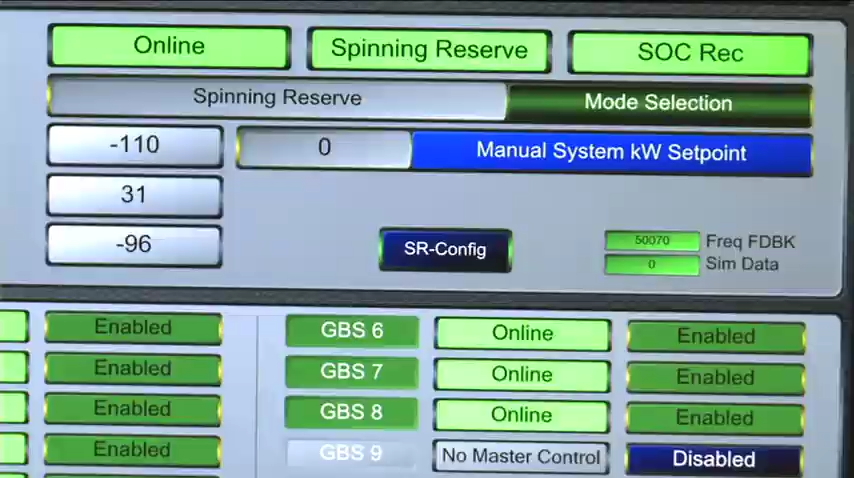 Online Spinning Reserve SOC Rec
Spinning Reserve Mode Selection
-110 0 Manual System kW Setpoint
31
-96 SR-Config 50070 Freq FDBK
0 Sim Data
Enabled GBS 6 Online Enabled
Enabled GBS 7 Online Enabled
Enabled GBS 8 Online Enabled
Enabled GBS 9 No Master Control Disabled